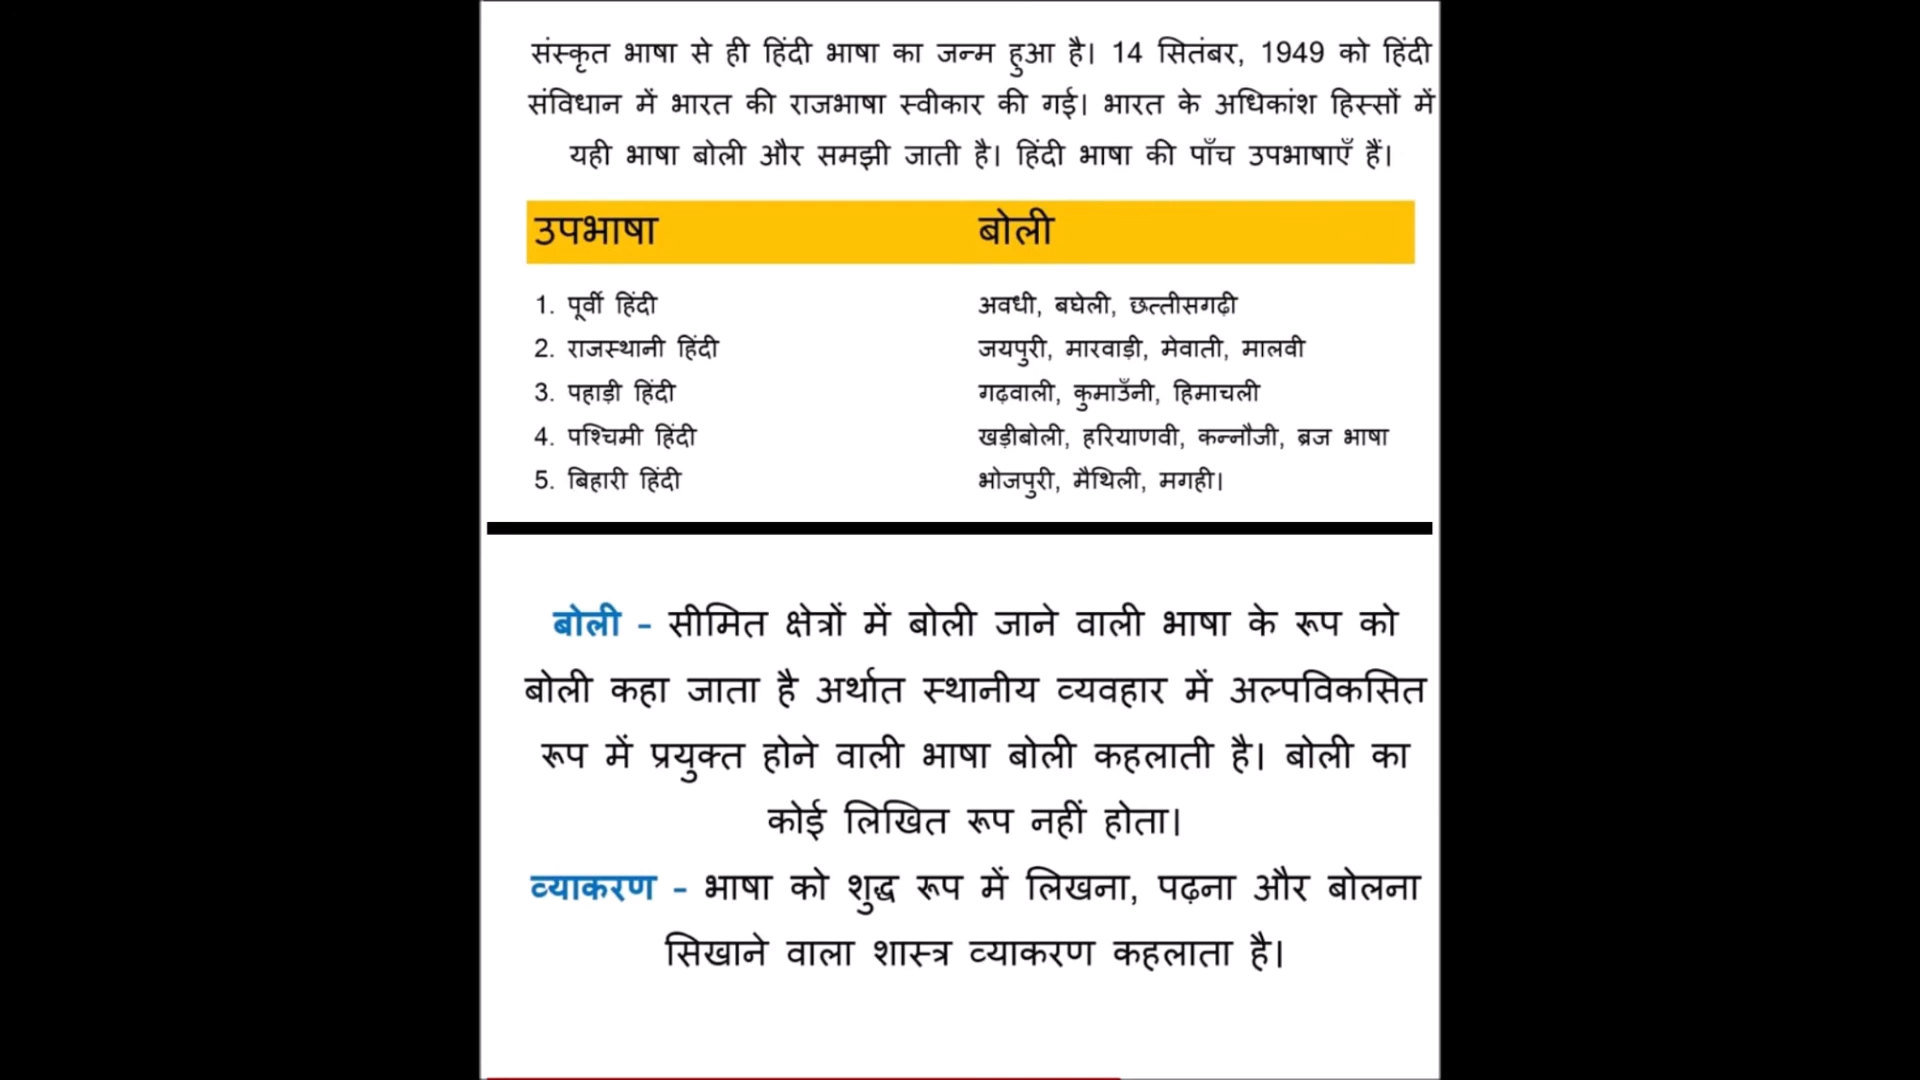 संस्कृत भाषा से ही हिंदी भाषा का जन्म हुआ है। 14 सितंबर, 1949 को हिंदी
संविधान में भारत की राजभाषा स्वीकार की गई। भारत के अधिकांश हिस्सों में
यही भाषा बोली और समझी जाती है। हिंदी भाषा की पाँच उपभाषाएँ हैं।
उपभाषा बोली
1. पूर्वी हिंदी अवधी, बघेली, छत्तीसगढ़ी
2. राजस्थानी हिंदी जयपुरी, मारवाड़ी, मेवाती, मालवी
3. पहाड़ी हिंदी गढ़वाली, कुमाउँनी, हिमाचली
4. पश्चिमी हिंदी खड़ीबोली, हरियाणवी, कन्नौजी, ब्रज भाषा
5. बिहारी हिंदी भोजपुरी, मैथिली, मगही।
बोली - सीमित क्षेत्रों में बोली जाने वाली भाषा के रूप को
बोली कहा जाता है अर्थात स्थानीय व्यवहार में अल्पविकसित
रूप में प्रयुक्त होने वाली भाषा बोली कहलाती है। बोली का
कोई लिखित रूप नहीं होता।
व्याकरण - भाषा को शुद्ध रूप में लिखना, पढ़ना और बोलना
सिखाने वाला शास्त्र व्याकरण कहलाता है।